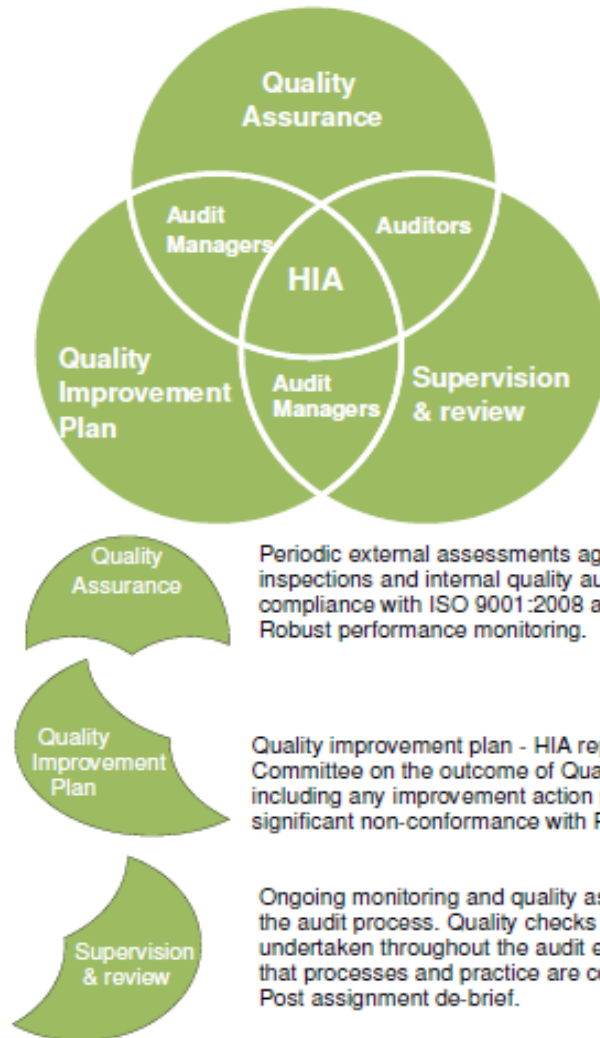 Quality
Assurance
Audit
Managers
Auditors
HIA
Quality
Improvement
Plan
Audit
Managers
Supervision
& review
Quality
Assurance
Periodic external assessments ag
inspections and internal quality au
compliance with ISO 9001:2008 a
Robust performance monitoring.
Quality
Improvement
Plan
Quality improvement plan - HIA rep
Committee on the outcome of Qua
including any improvement action
significant non-conformance with P
Supervision
& review
Ongoing monitoring and quality as
the audit process. Quality checks
undertaken throughout the audit e
that processes and practice are co
Post assignment de-brief.